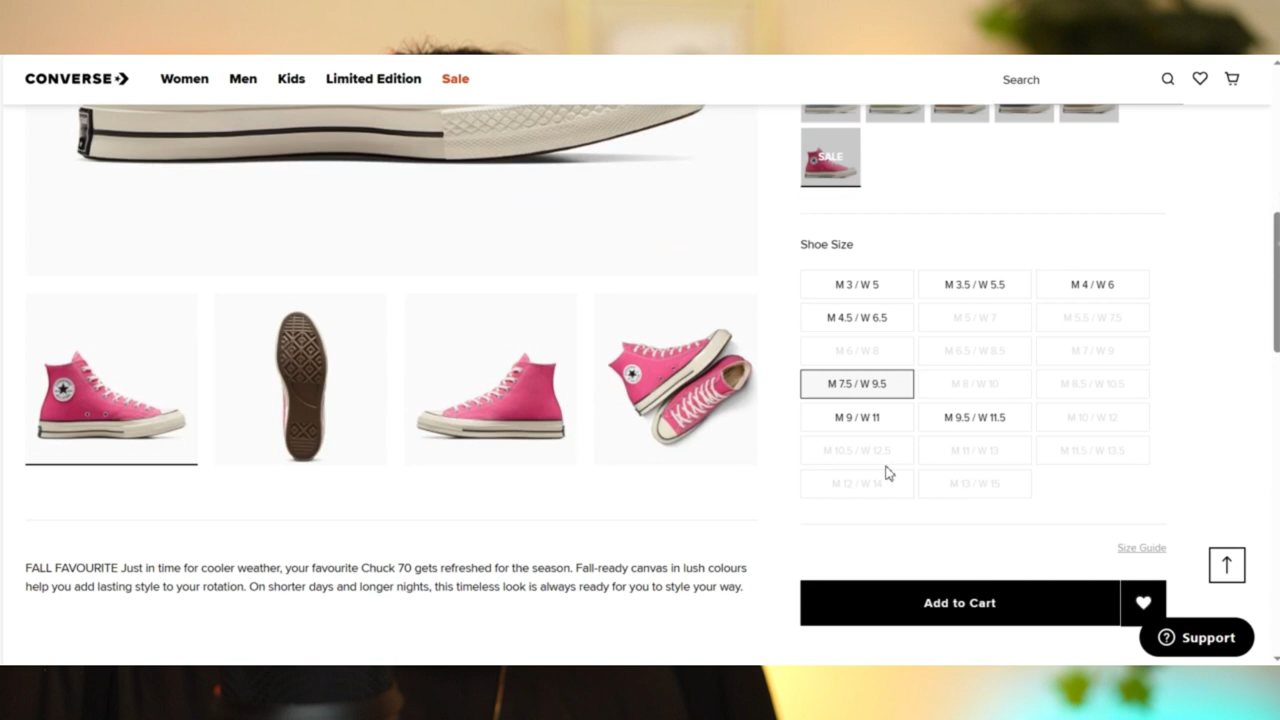 CONVERSE
Women Men Kids Limited Edition Sale
Search
SALE
Shoe Size
M 3 / W 5
M 3.5 / W 5.5
M 4 / W 6
M 4.5 / W 6.5
M 5 / W 7
M 5.5 / W 7.5
M 6 / W 8
M 6.5 / W 8.5
M 7 / W 9
M 7.5 / W 9.5
M 8 / W 10
M 8.5 / W 10.5
M 9 / W 11
M 9.5 / W 11.5
M 10 / W 12
M 10.5 / W 12.5
M 11 / W 13
M 11.5 / W 13.5
M 12 / W 14
M 13 / W 15
Size Guide
Add to Cart
Support
FALL FAVOURITE Just in time for cooler weather, your favourite Chuck 70 gets refreshed for the season. Fall-ready canvas in lush colours
help you add lasting style to your rotation. On shorter days and longer nights, this timeless look is always ready for you to style your way.